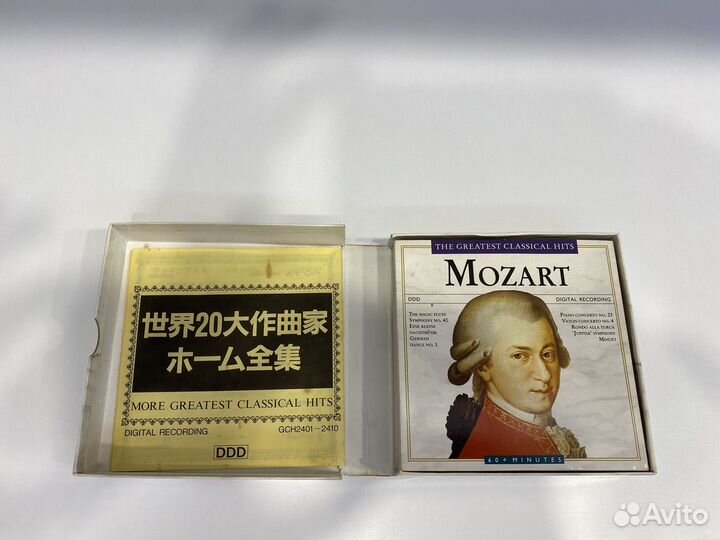 世界20大作曲家
ホーム全集
MORE GREATEST CLASSICAL HITS
DIGITAL RECORDING
GCH2401-2410
DDD
THE GREATEST CLASSICAL HITS
MOZART
DDD
DIGITAL RECORDING
THE MAGIC FLUTE
SYMPHONY NO. 40
EINE KLEINE
NACHTMUSIK
GERMAN
DANCE NO. 1
PIANO CONCERTO NO. 23
VIOLIN CONCERTO NO. 4
RONDO ALLA TURCA
'JUPITER' SYMPHONY
MINUET
60+ MINUTES
Avito